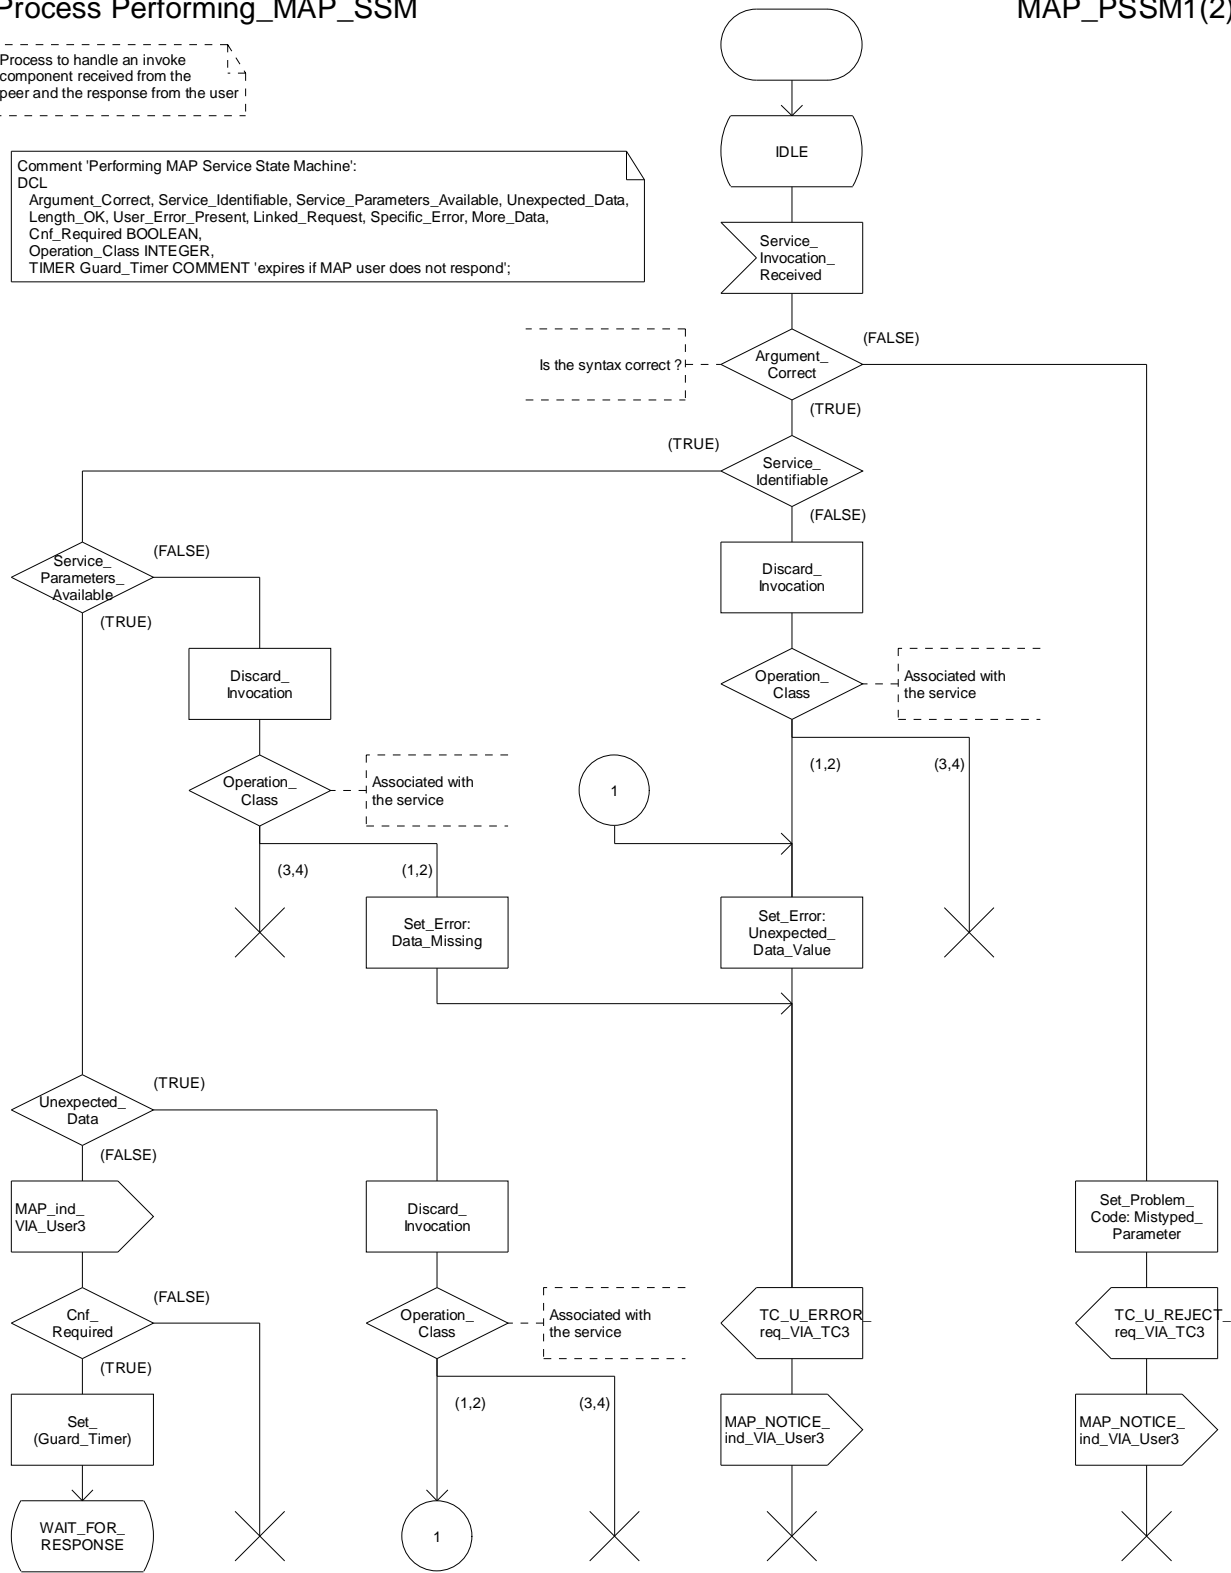 Process Performing_MAP_SSM
MAP_PSSM1(2)
Process to handle an invoke
component received from the
peer and the response from the user
Comment 'Performing MAP Service State Machine':
DCL
Argument_Correct, Service_Identifiable, Service_Parameters_Available, Unexpected_Data,
Length_OK, User_Error_Present, Linked_Request, Specific_Error, More_Data,
Cnf_Required BOOLEAN,
Operation_Class INTEGER,
TIMER Guard_Timer COMMENT 'expires if MAP user does not respond';
IDLE
Service_
Invocation_
Received
Is the syntax correct ?
Argument_
Correct
(FALSE)
(TRUE)
(TRUE)
Service_
Identifiable
(FALSE)
Service_
Parameters_
Available
(FALSE)
(TRUE)
Discard_
Invocation
Discard_
Invocation
Operation_
Class
Associated with
the service
Operation_
Class
Associated with
the service
1
(1,2)
(3,4)
(3,4)
(1,2)
Set_Error:
Data_Missing
Set_Error:
Unexpected_
Data_Value
Unexpected_
Data
(TRUE)
(FALSE)
MAP_ind_
VIA_User3
Discard_
Invocation
Set_Problem_
Code: Mistyped_
Parameter
Cnf_
Required
(FALSE)
(TRUE)
Operation_
Class
Associated with
the service
TC_U_ERROR_
req_VIA_TC3
TC_U_REJECT_
req_VIA_TC3
Set_
(Guard_Timer)
(1,2)
(3,4)
MAP_NOTICE_
ind_VIA_User3
MAP_NOTICE_
ind_VIA_User3
WAIT_FOR_
RESPONSE
1